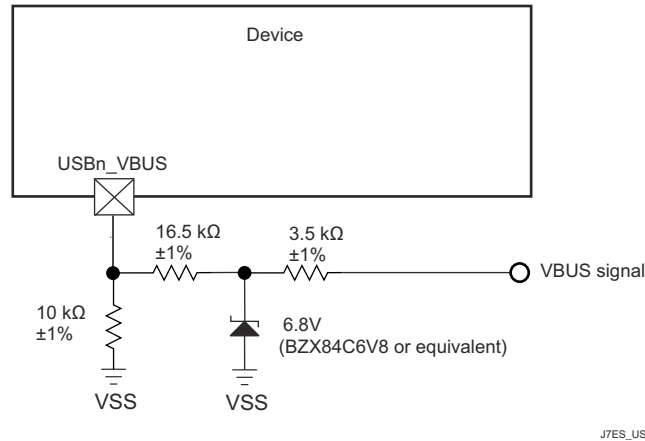 Device
USBn_VBUS
16.5 kΩ
±1%
3.5 kΩ
±1%
VBUS signal
10 kΩ
±1%
6.8V
(BZX84C6V8 or equivalent)
VSS
VSS
J7ES_US